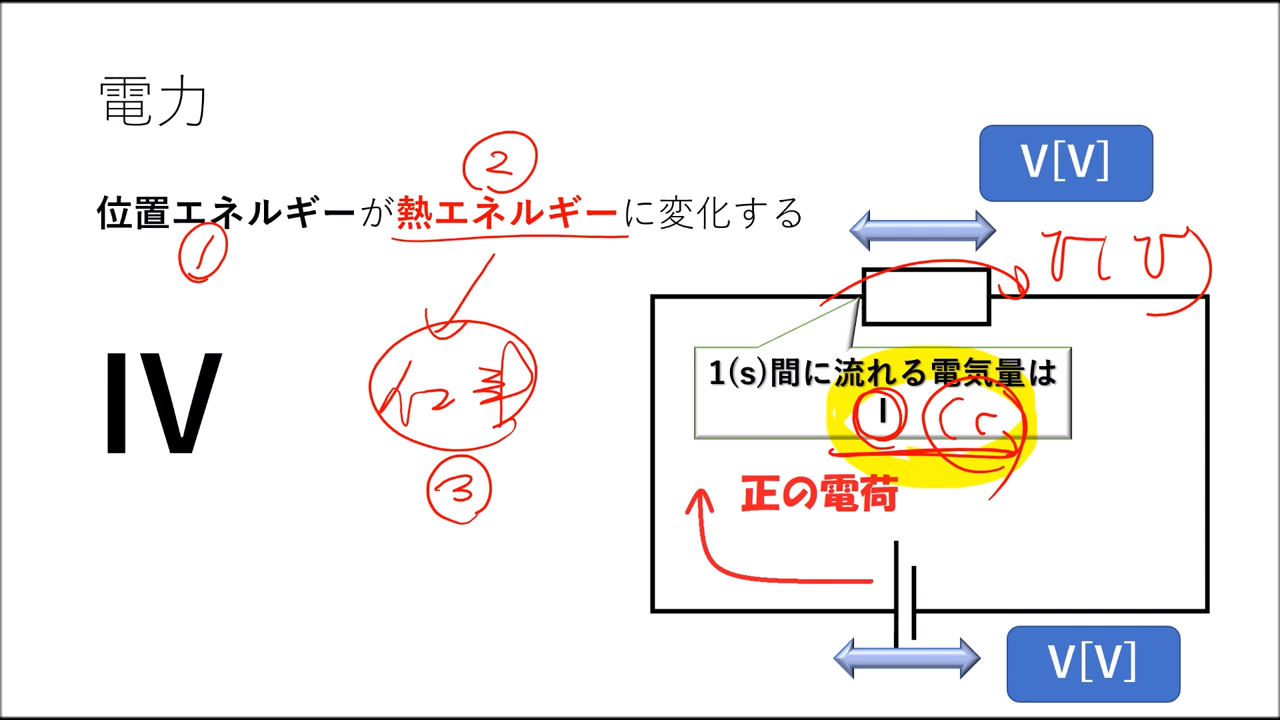 電力
V[V]
②
位置エネルギーが熱エネルギーに変化する
①
V(V)
IV
1(s)間に流れる電気量は
I (C)
仕事
③
正の電荷
V[V]